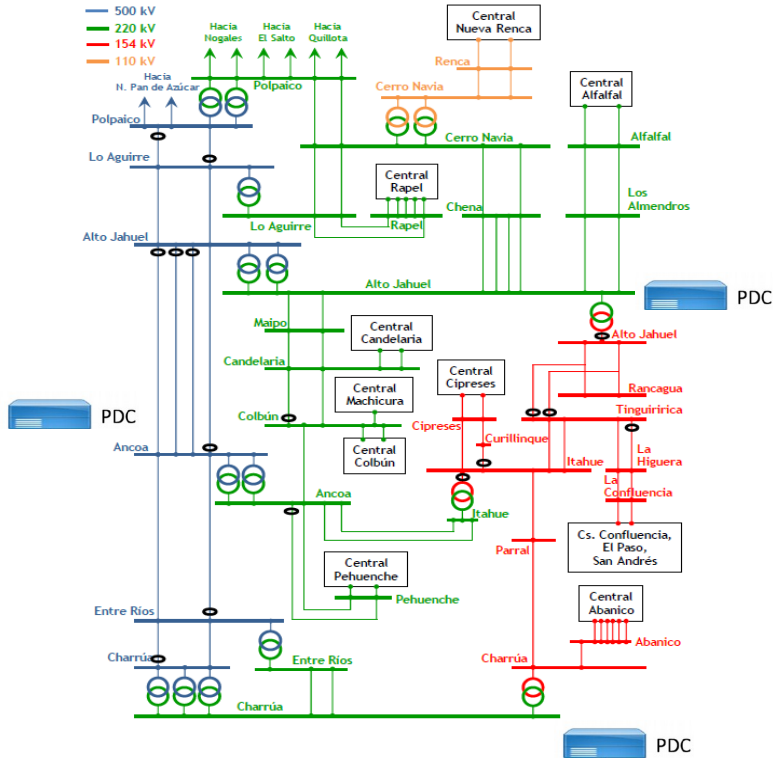 500 kV
220 kV
154 kV
110 kV
Hacia
Nogales
Hacia
El Salto
Hacia
Quillota
Central
Nueva Renca
Hacia
N. Pan de Azúcar
Polpaico
Renca
Cerro Navia
Central
Alfalfal
Polpaico
Cerro Navia
Alfalfal
Lo Aguirre
Central
Rapel
Chena
Los
Almendros
Lo Aguirre
Rapel
Alto Jahuel
Alto Jahuel
PDC
Maipo
Central
Candelaria
Alto Jahuel
Candelaria
Central
Machicura
Central
Cipreses
Rancagua
PDC
Colbún
Cipreses
Tinguiririca
Curillinque
Ancoa
Central
Colbún
Itahue
La
Higuera
Ancoa
La
Confluencia
Itahue
Cs. Confluencia,
El Paso,
San Andrés
Parral
Central
Pehuenche
Pehuenche
Central
Abanico
Entre Ríos
Abanico
Charrúa
Entre Ríos
Charrúa
Charrúa
PDC